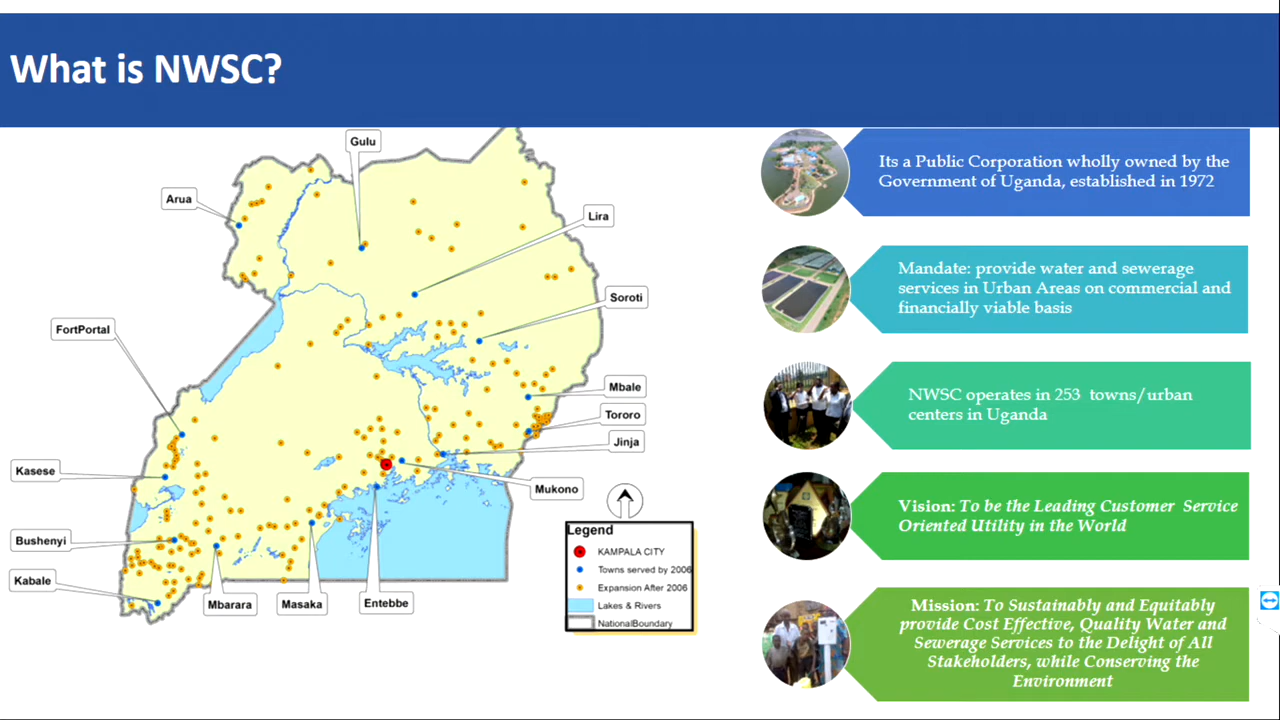 What is NWSC?
Gulu
Arua
Lira
Soroti
FortPortal
Mbale
Tororo
Jinja
Kasese
Mukono
Bushenyi
Kabale
Mbarara
Masaka
Entebbe
Legend
KAMPALA CITY
Towns served by 2006
Expansion After 2006
Lakes & Rivers
NationalBoundary
Its a Public Corporation wholly owned by the
Government of Uganda, established in 1972
Mandate: provide water and sewerage
services in Urban Areas on commercial and
financially viable basis
NWSC operates in 253 towns/urban
centers in Uganda
Vision: To be the Leading Customer Service
Oriented Utility in the World
Mission: To Sustainably and Equitably
provide Cost Effective, Quality Water and
Sewerage Services to the Delight of All
Stakeholders, while Conserving the
Environment